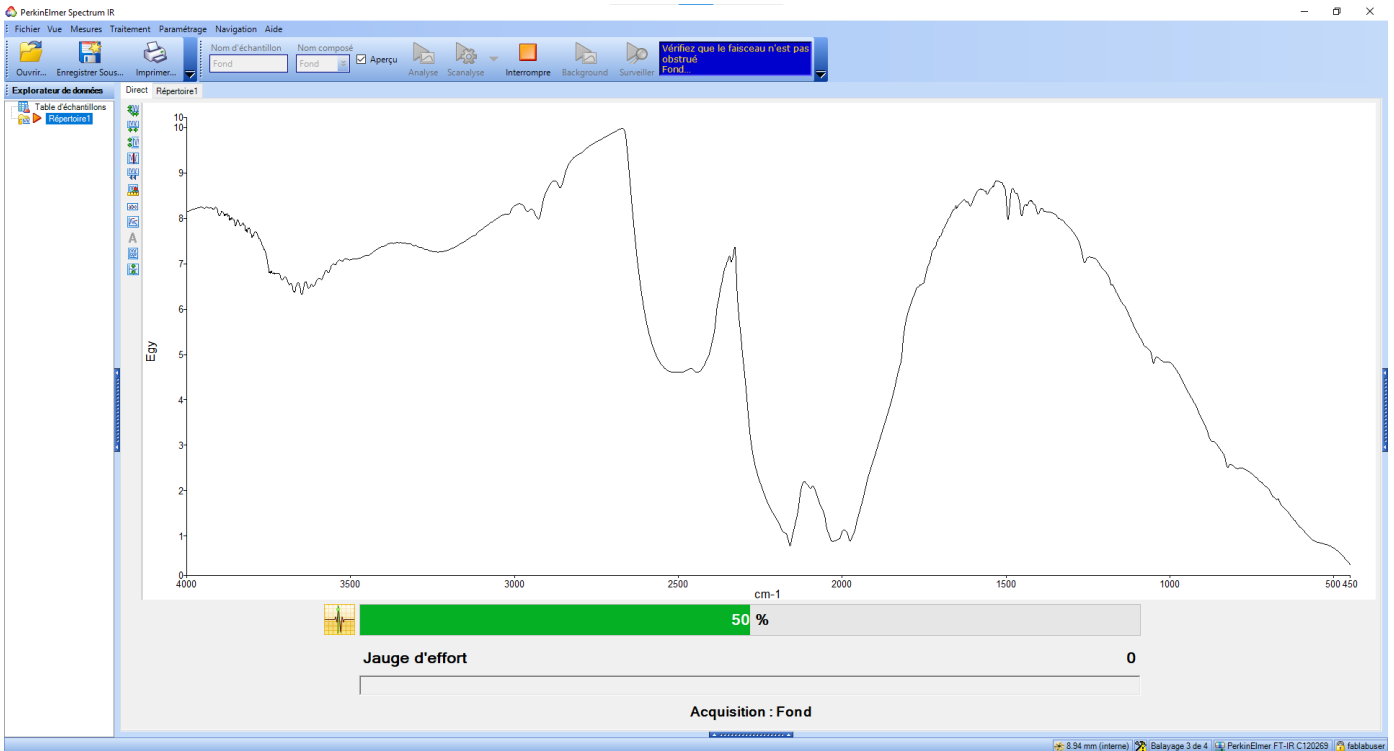 PerkinElmer Spectrum IR
Fichier Vue Mesures Traitement Paramétrage Navigation Aide
Ouvrir... Enregistrer Sous... Imprimer...
Nom d'échantillon Nom composé
Fond Fond Aperçu
Analyse Scanalyse Interrompre Background Surveiller
Vérifiez que le faisceau n'est pas
obstrué
Fond...
Explorateur de données
Table d'échantillons
Répertoire1
Direct Répertoire1
10
10
9
8
7
6
5
4
3
2
1
0
Egy
4000 3500 3000 2500 2000 1500 1000 500 450
cm-1
50 %
Jauge d'effort 0
Acquisition : Fond
8.94 mm (interne) Balayage 3 de 4 PerkinElmer FT-IR C120269 fablabuser